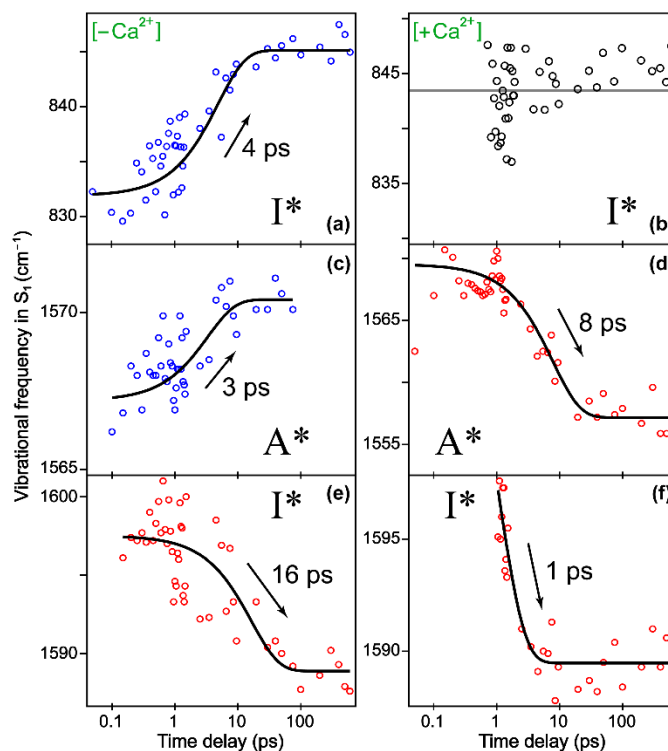 [−Ca²⁺]
[+Ca²⁺]
840
830
4 ps
I*
(a)
845
835
I*
(b)
Vibrational frequency in S₁ (cm⁻¹)
1570
1565
(c)
3 ps
A*
1565
1555
(d)
8 ps
A*
1600
1590
I*
(e)
16 ps
1595
1590
I*
(f)
1 ps
0.1 1 10 100
Time delay (ps)
0.1 1 10 100
Time delay (ps)